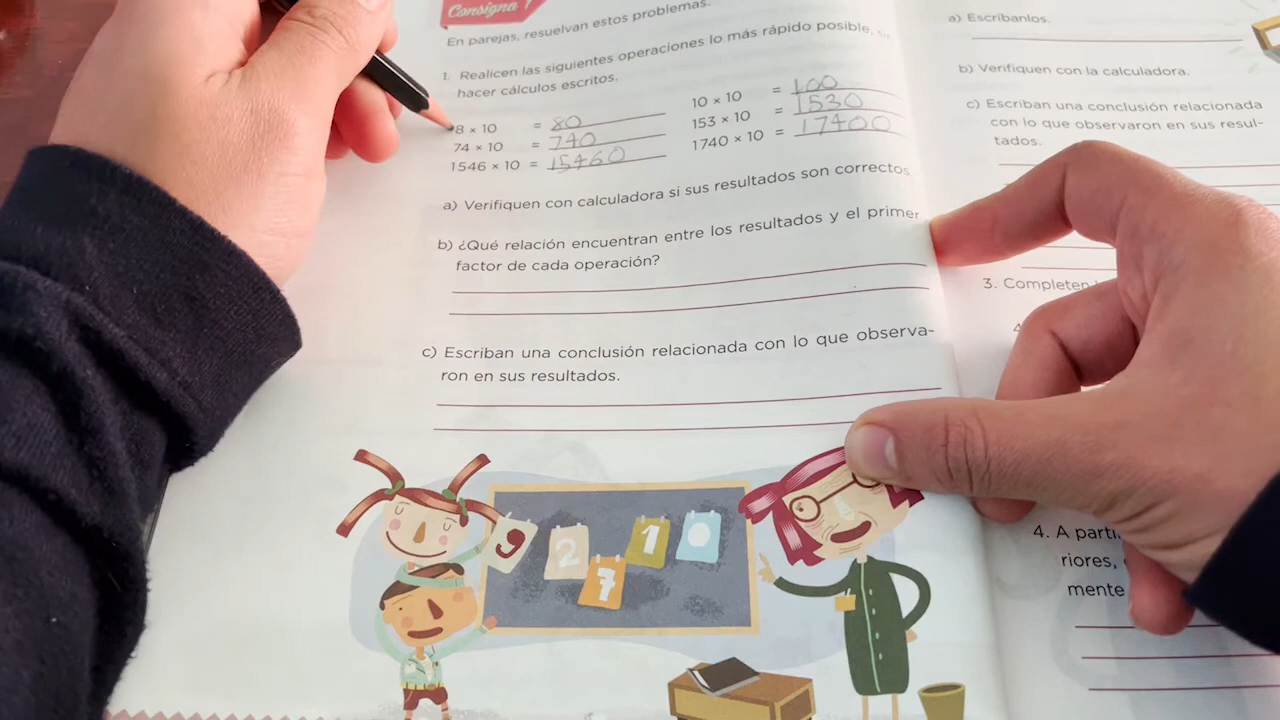 Consigna 1
En parejas, resuelvan estos problemas.
1. Realicen las siguientes operaciones lo más rápido posible,
hacer cálculos escritos.
8 × 10 = 80
74 × 10 = 740
1546 × 10 = 15460
10 × 10 = 100
153 × 10 = 1530
1740 × 10 = 17400
a) Verifiquen con calculadora si sus resultados son correctos
b) ¿Qué relación encuentran entre los resultados y el primer
factor de cada operación?
c) Escriban una conclusión relacionada con lo que observa-
ron en sus resultados.
9 2 7 1 0
a) Escríbanlos.
b) Verifiquen con la calculadora.
c) Escriban una conclusión relacionada
con lo que observaron en sus resul-
tados.
3. Completen
4. A parti
riores,
mente